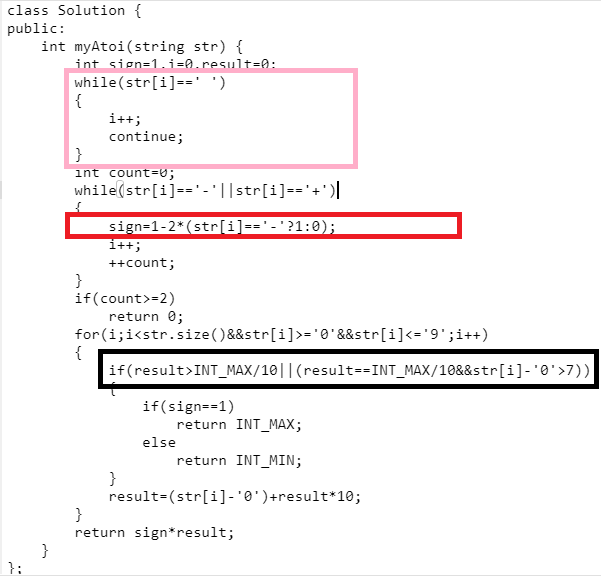 class Solution {
public:
    int myAtoi(string str) {
        int sign=1,i=0,result=0;
        while(str[i]==' ')
        {
            i++;
            continue;
        }
        int count=0;
        while(str[i]=='-'||str[i]=='+')
        {
            sign=1-2*(str[i]=='-'?1:0);
            i++;
            ++count;
        }
        if(count>=2)
            return 0;
        for(i;i<str.size()&&str[i]>='0'&&str[i]<='9';i++)
        {
            if(result>INT_MAX/10||(result==INT_MAX/10&&str[i]-'0'>7))
            {
                if(sign==1)
                    return INT_MAX;
                else
                    return INT_MIN;
            }
            result=(str[i]-'0')+result*10;
        }
        return sign*result;
    }
};